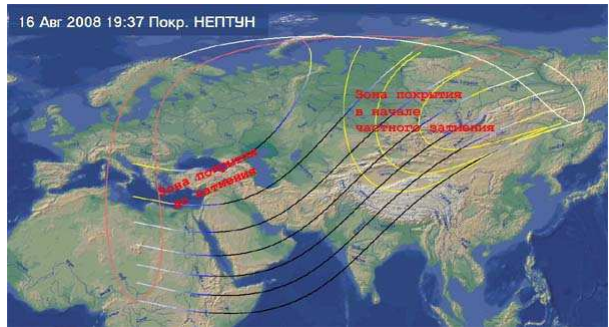 16 Авг 2008 19:37 Покр. НЕПТУН
Зона покрытия
в начале
частного затмения
Зона покрытия
до затмения